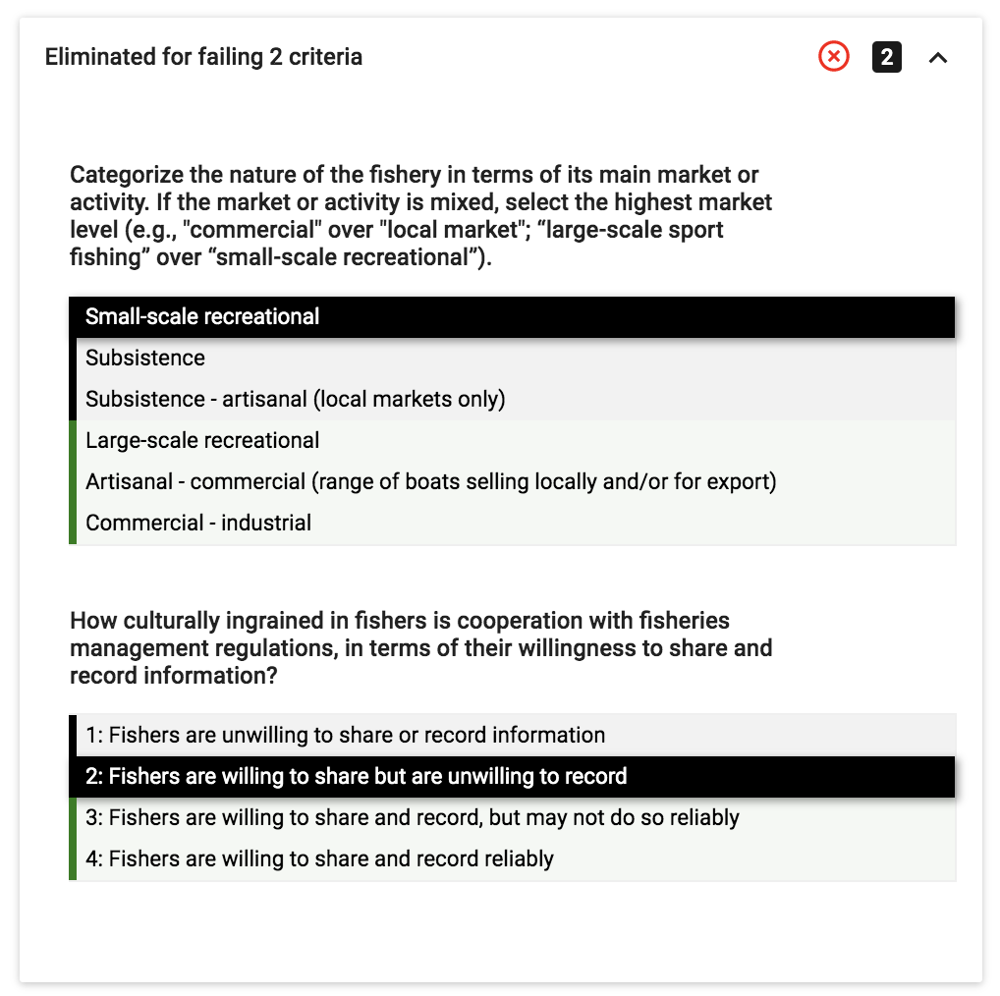 Eliminated for failing 2 criteria
2
Categorize the nature of the fishery in terms of its main market or
activity. If the market or activity is mixed, select the highest market
level (e.g., "commercial" over "local market"; “large-scale sport
fishing” over “small-scale recreational”).
Small-scale recreational
Subsistence
Subsistence - artisanal (local markets only)
Large-scale recreational
Artisanal - commercial (range of boats selling locally and/or for export)
Commercial - industrial
How culturally ingrained in fishers is cooperation with fisheries
management regulations, in terms of their willingness to share and
record information?
1: Fishers are unwilling to share or record information
2: Fishers are willing to share but are unwilling to record
3: Fishers are willing to share and record, but may not do so reliably
4: Fishers are willing to share and record reliably